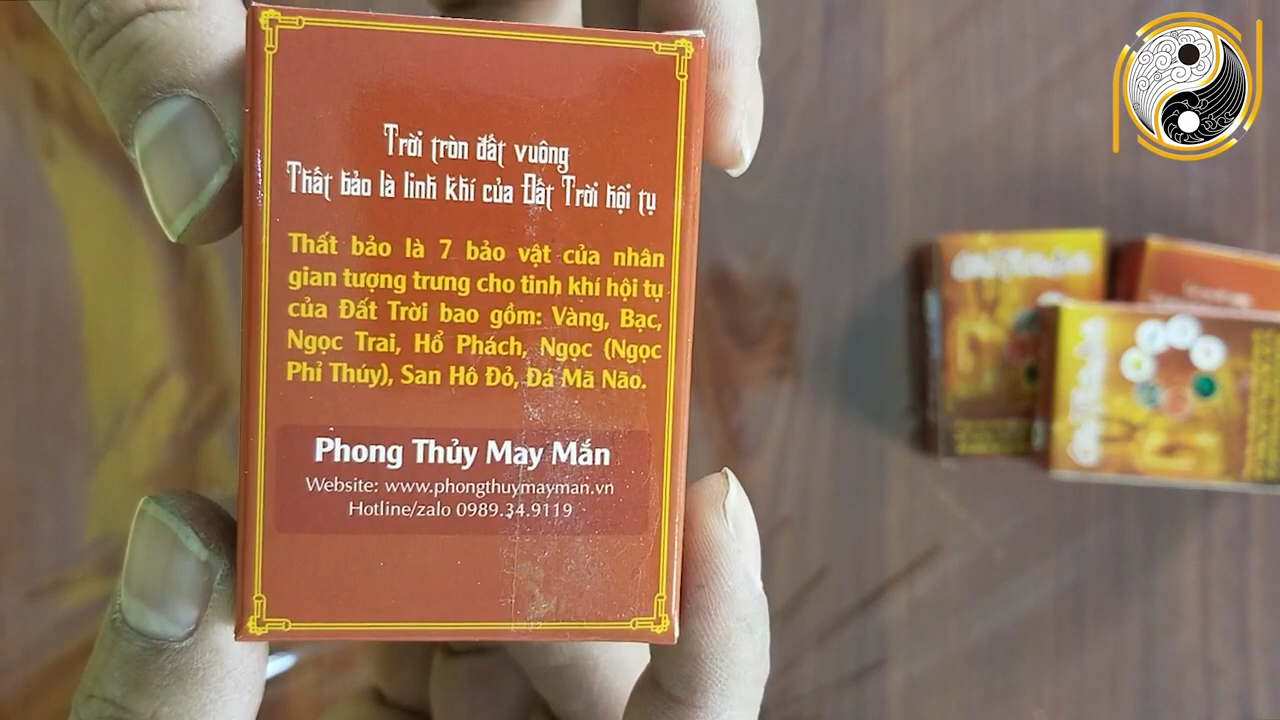 Trời tròn đất vuông
Thất bảo là linh khí của Đất Trời hội tụ
Thất bảo là 7 bảo vật của nhân
gian tượng trưng cho tinh khí hội tụ
của Đất Trời bao gồm: Vàng, Bạc,
Ngọc Trai, Hổ Phách, Ngọc (Ngọc
Phỉ Thúy), San Hô Đỏ, Đá Mã Não.
Phong Thủy May Mắn
Website: www.phongthuymayman.vn
Hotline/zalo 0989.34.9119